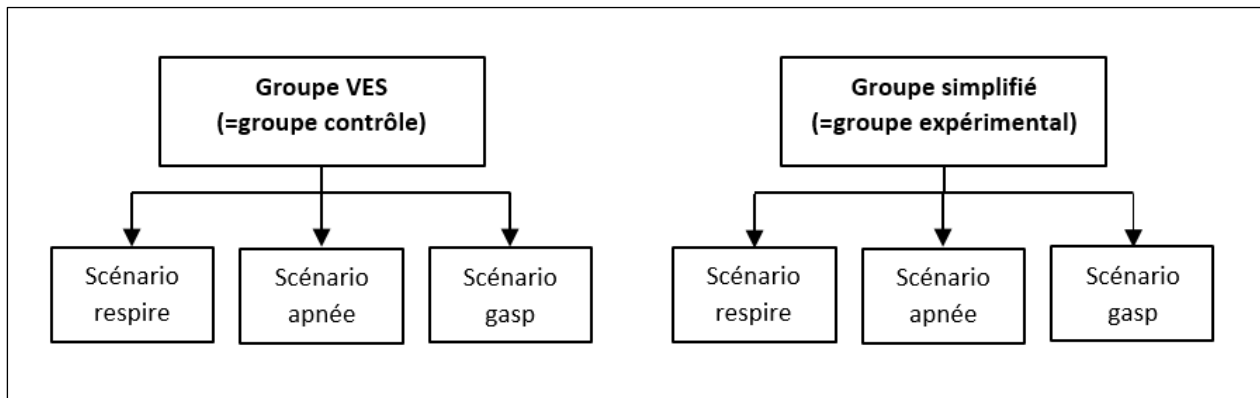 Groupe VES
(=groupe contrôle)
Groupe simplifié
(=groupe expérimental)
Scénario
respire
Scénario
apnée
Scénario
gasp
Scénario
respire
Scénario
apnée
Scénario
gasp